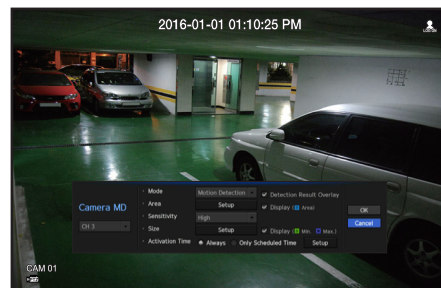 2016-01-01 01:10:25 PM
LOG ON
Camera MD
CH 3
Mode
Motion Detection
Detection Result Overlay
Area
Setup
Display ( Area)
Sensitivity
High
Size
Setup
Display ( Min. Max.)
Activation Time
Always
Only Scheduled Time
Setup
OK
Cancel
CAM 01